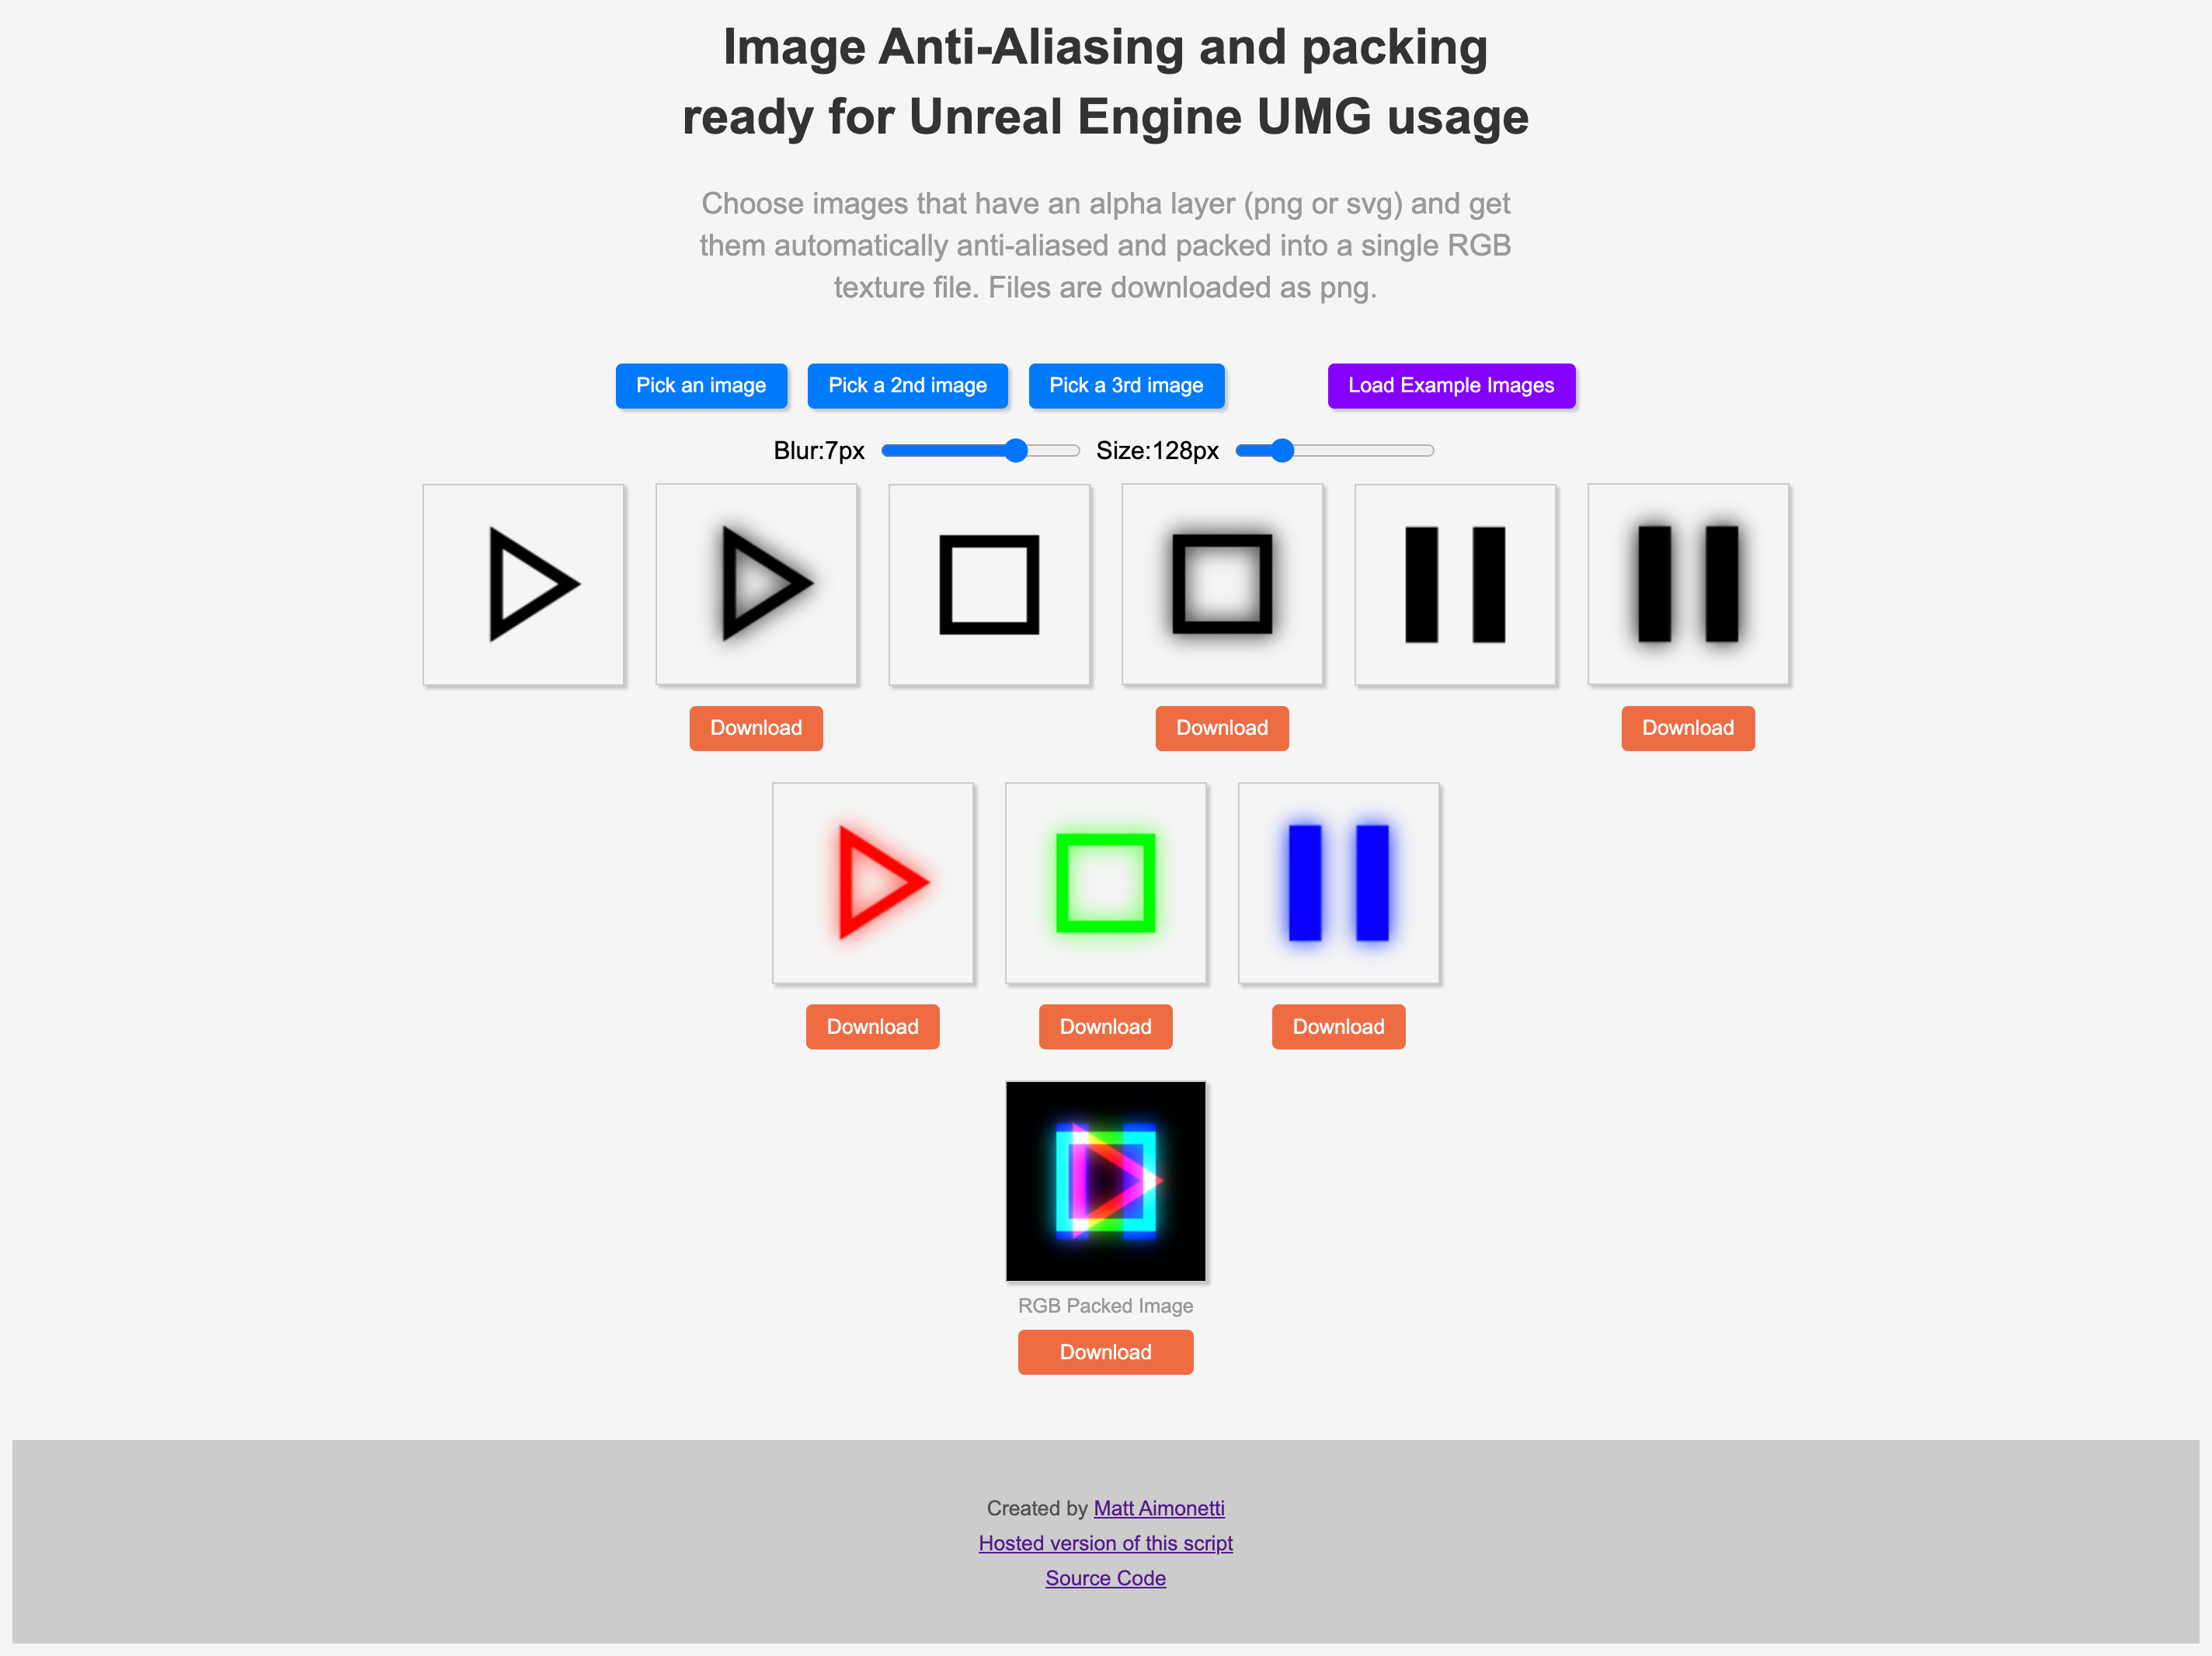 Image Anti-Aliasing and packing
ready for Unreal Engine UMG usage
Choose images that have an alpha layer (png or svg) and get
them automatically anti-aliased and packed into a single RGB
texture file. Files are downloaded as png.
Pick an image
Pick a 2nd image
Pick a 3rd image
Load Example Images
Blur:7px
Size:128px
Download
Download
Download
Download
Download
Download
RGB Packed Image
Download
Created by Matt Aimonetti
Hosted version of this script
Source Code